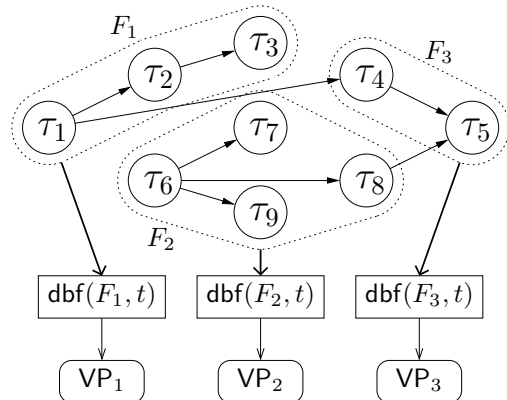 F₁
τ₃
τ₂
F₃
τ₄
τ₁
τ₇
τ₅
τ₆
τ₈
τ₉
F₂
dbf(F₁, t)
dbf(F₂, t)
dbf(F₃, t)
VP₁
VP₂
VP₃